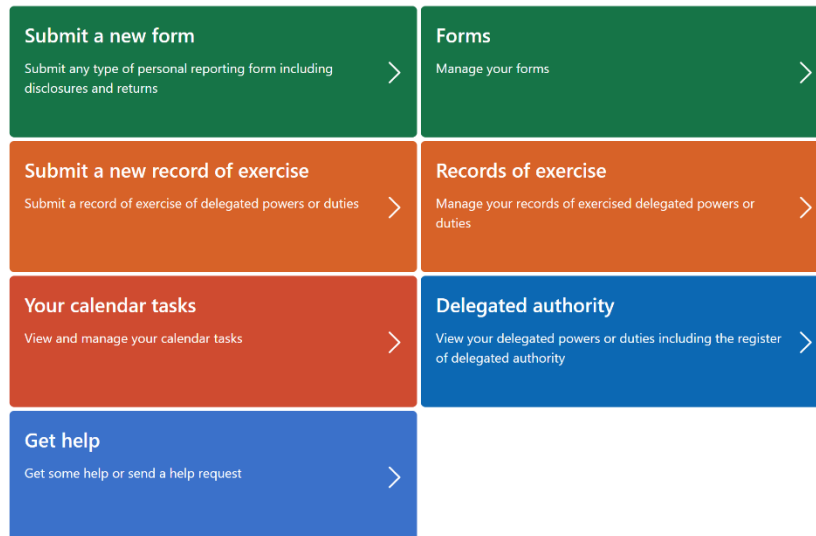 Submit a new form
Submit any type of personal reporting form including
disclosures and returns
Forms
Manage your forms
Submit a new record of exercise
Submit a record of exercise of delegated powers or duties
Records of exercise
Manage your records of exercised delegated powers or
duties
Your calendar tasks
View and manage your calendar tasks
Delegated authority
View your delegated powers or duties including the register
of delegated authority
Get help
Get some help or send a help request